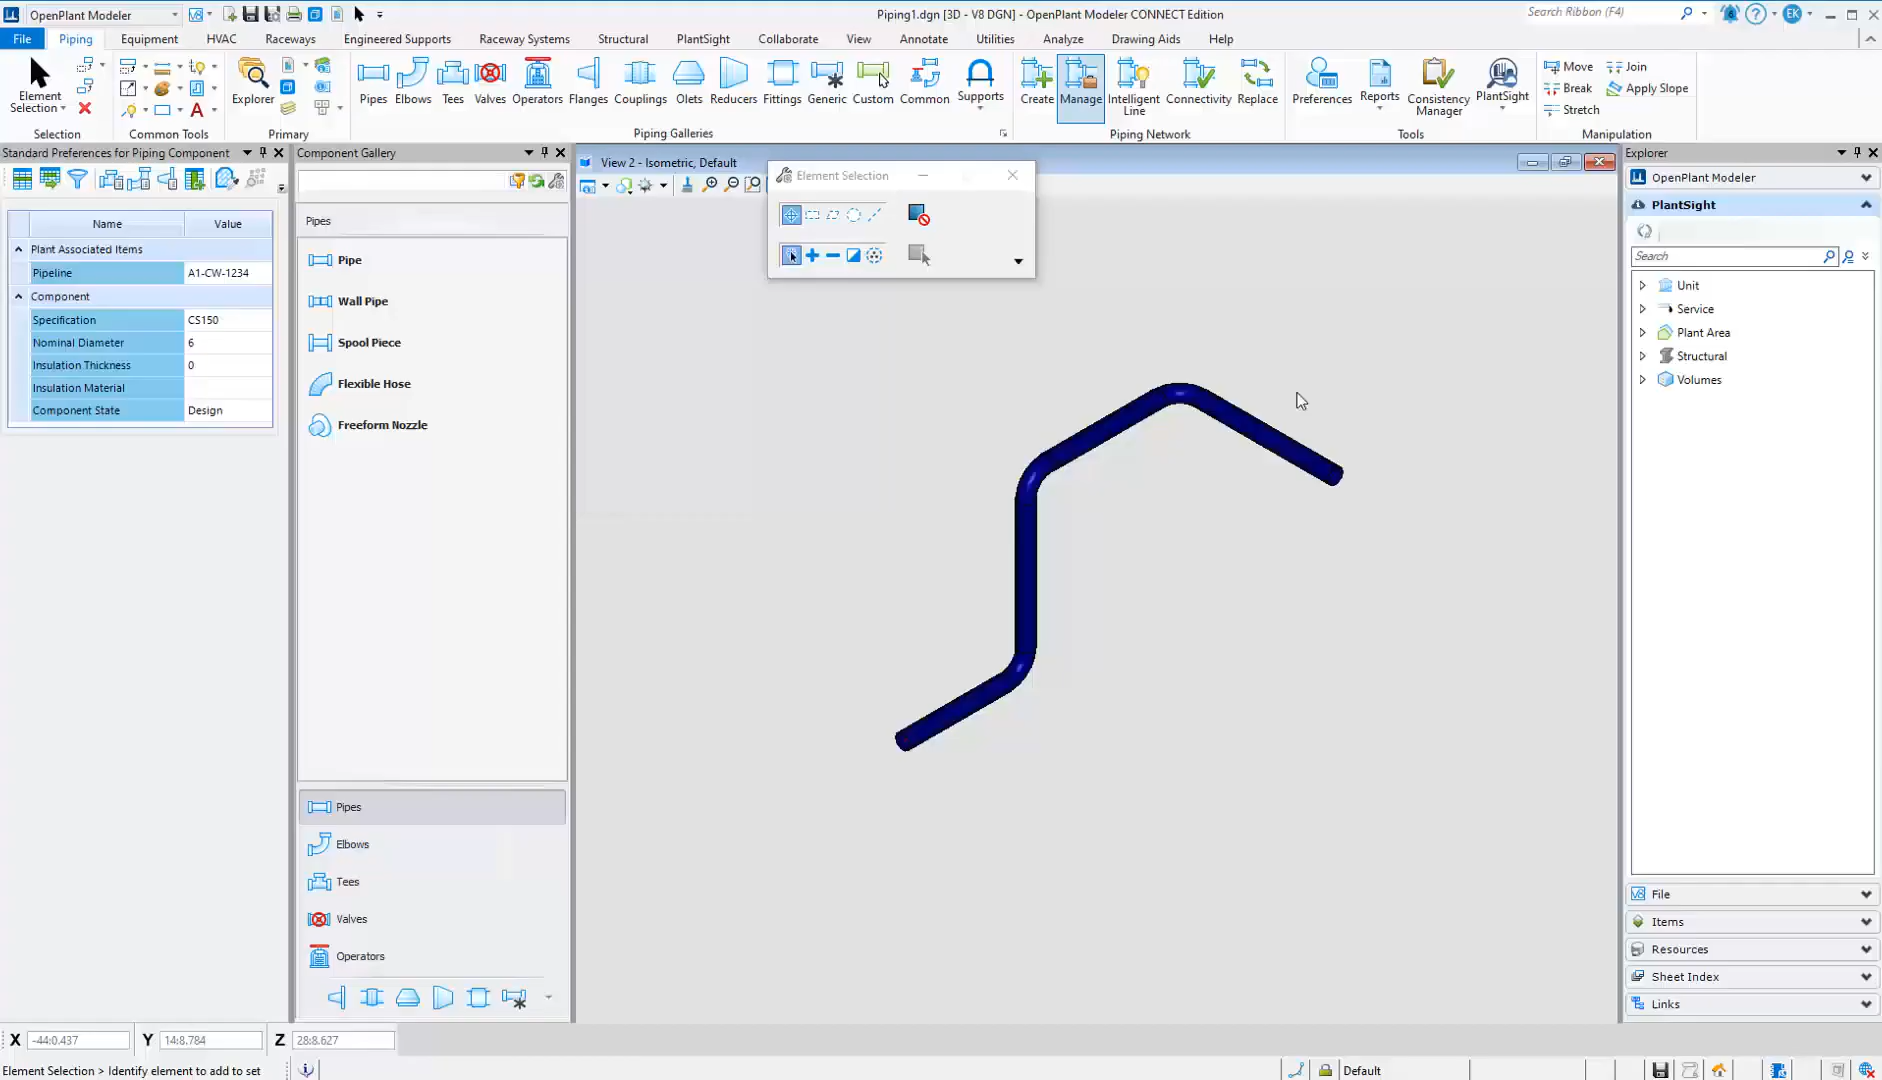 OpenPlant Modeler
Piping1.dgn [3D - V8 DGN] - OpenPlant Modeler CONNECT Edition
Search Ribbon (F4)
EK
File
Piping
Equipment
HVAC
Raceways
Engineered Supports
Raceway Systems
Structural
PlantSight
Collaborate
View
Annotate
Utilities
Analyze
Drawing Aids
Help
Element Selection
Explorer
Pipes
Elbows
Tees
Valves
Operators
Flanges
Couplings
Olets
Reducers
Fittings
Generic
Custom
Common
Supports
Create
Manage
Intelligent Line
Connectivity
Replace
Preferences
Reports
Consistency Manager
PlantSight
Move
Join
Break
Apply Slope
Stretch
Selection
Common Tools
Primary
Piping Galleries
Piping Network
Tools
Manipulation
Standard Preferences for Piping Component
Name
Value
Plant Associated Items
Pipeline
A1-CW-1234
Component
Specification
CS150
Nominal Diameter
6
Insulation Thickness
0
Insulation Material
Component State
Design
Component Gallery
Pipes
Pipe
Wall Pipe
Spool Piece
Flexible Hose
Freeform Nozzle
Pipes
Elbows
Tees
Valves
Operators
View 2 - Isometric, Default
Element Selection
Explorer
OpenPlant Modeler
PlantSight
Search
Unit
Service
Plant Area
Structural
Volumes
File
Items
Resources
Sheet Index
Links
X
-44:0.437
Y
14:8.784
Z
28:8.627
Element Selection > Identify element to add to set
Default